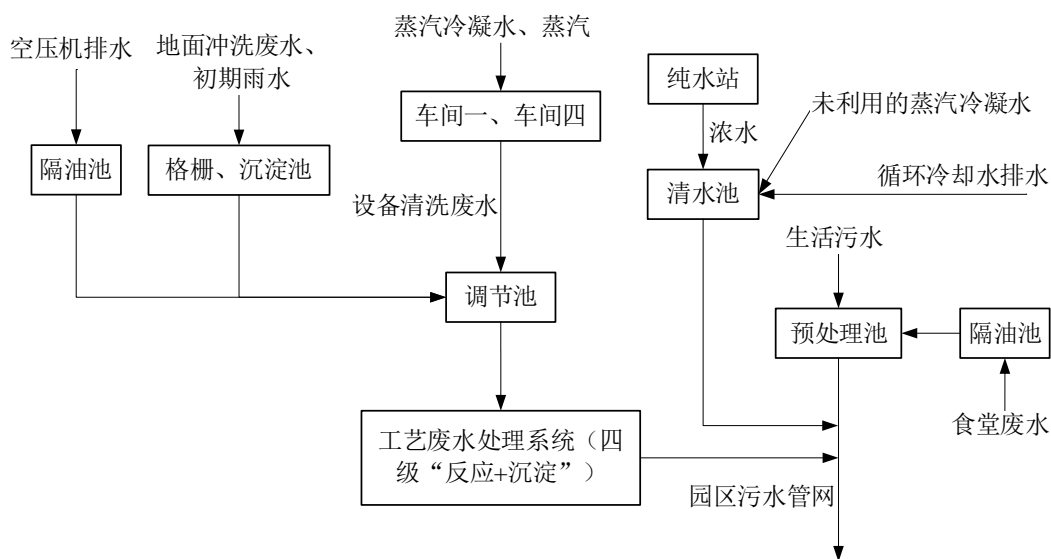 蒸汽冷凝水、蒸汽
空压机排水
地面冲洗废水、
初期雨水
纯水站
未利用的蒸汽冷凝水
车间一、车间四
浓水
隔油池
格栅、沉淀池
清水池
循环冷却水排水
设备清洗废水
生活污水
调节池
预处理池
隔油池
食堂废水
工艺废水处理系统（四
级“反应+沉淀”）
园区污水管网